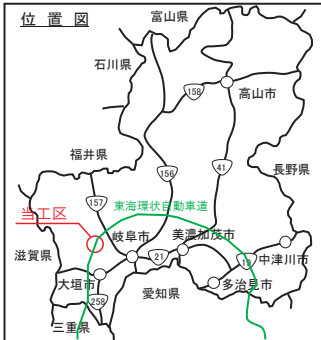 位置図
富山県
石川県
158
高山市
福井県
156
41
長野県
157
東海環状自動車道
当工区
岐阜市
美濃加茂市
滋賀県
21
19
中津川市
大垣市
多治見市
258
愛知県
三重県